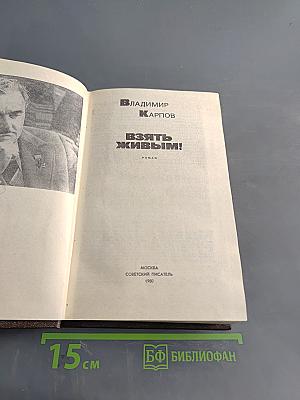 Владимир
Карпов
ВЗЯТЬ
ЖИВЫМ!
РОМАН
МОСКВА
СОВЕТСКИЙ ПИСАТЕЛЬ
1980
15 см
БФ БИБЛИОФАН